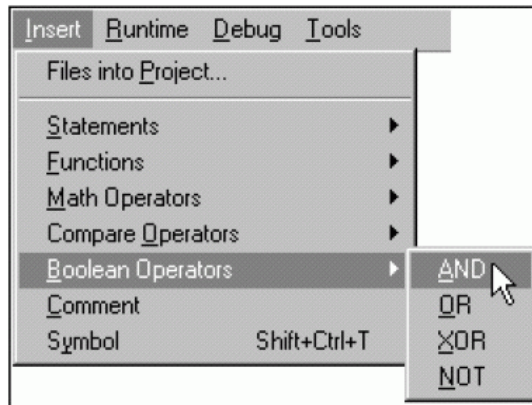 Insert Runtime Debug Tools
Files into Project...
Statements
Functions
Math Operators
Compare Operators
Boolean Operators
AND
Comment
OR
Symbol Shift+Ctrl+T
XOR
NOT